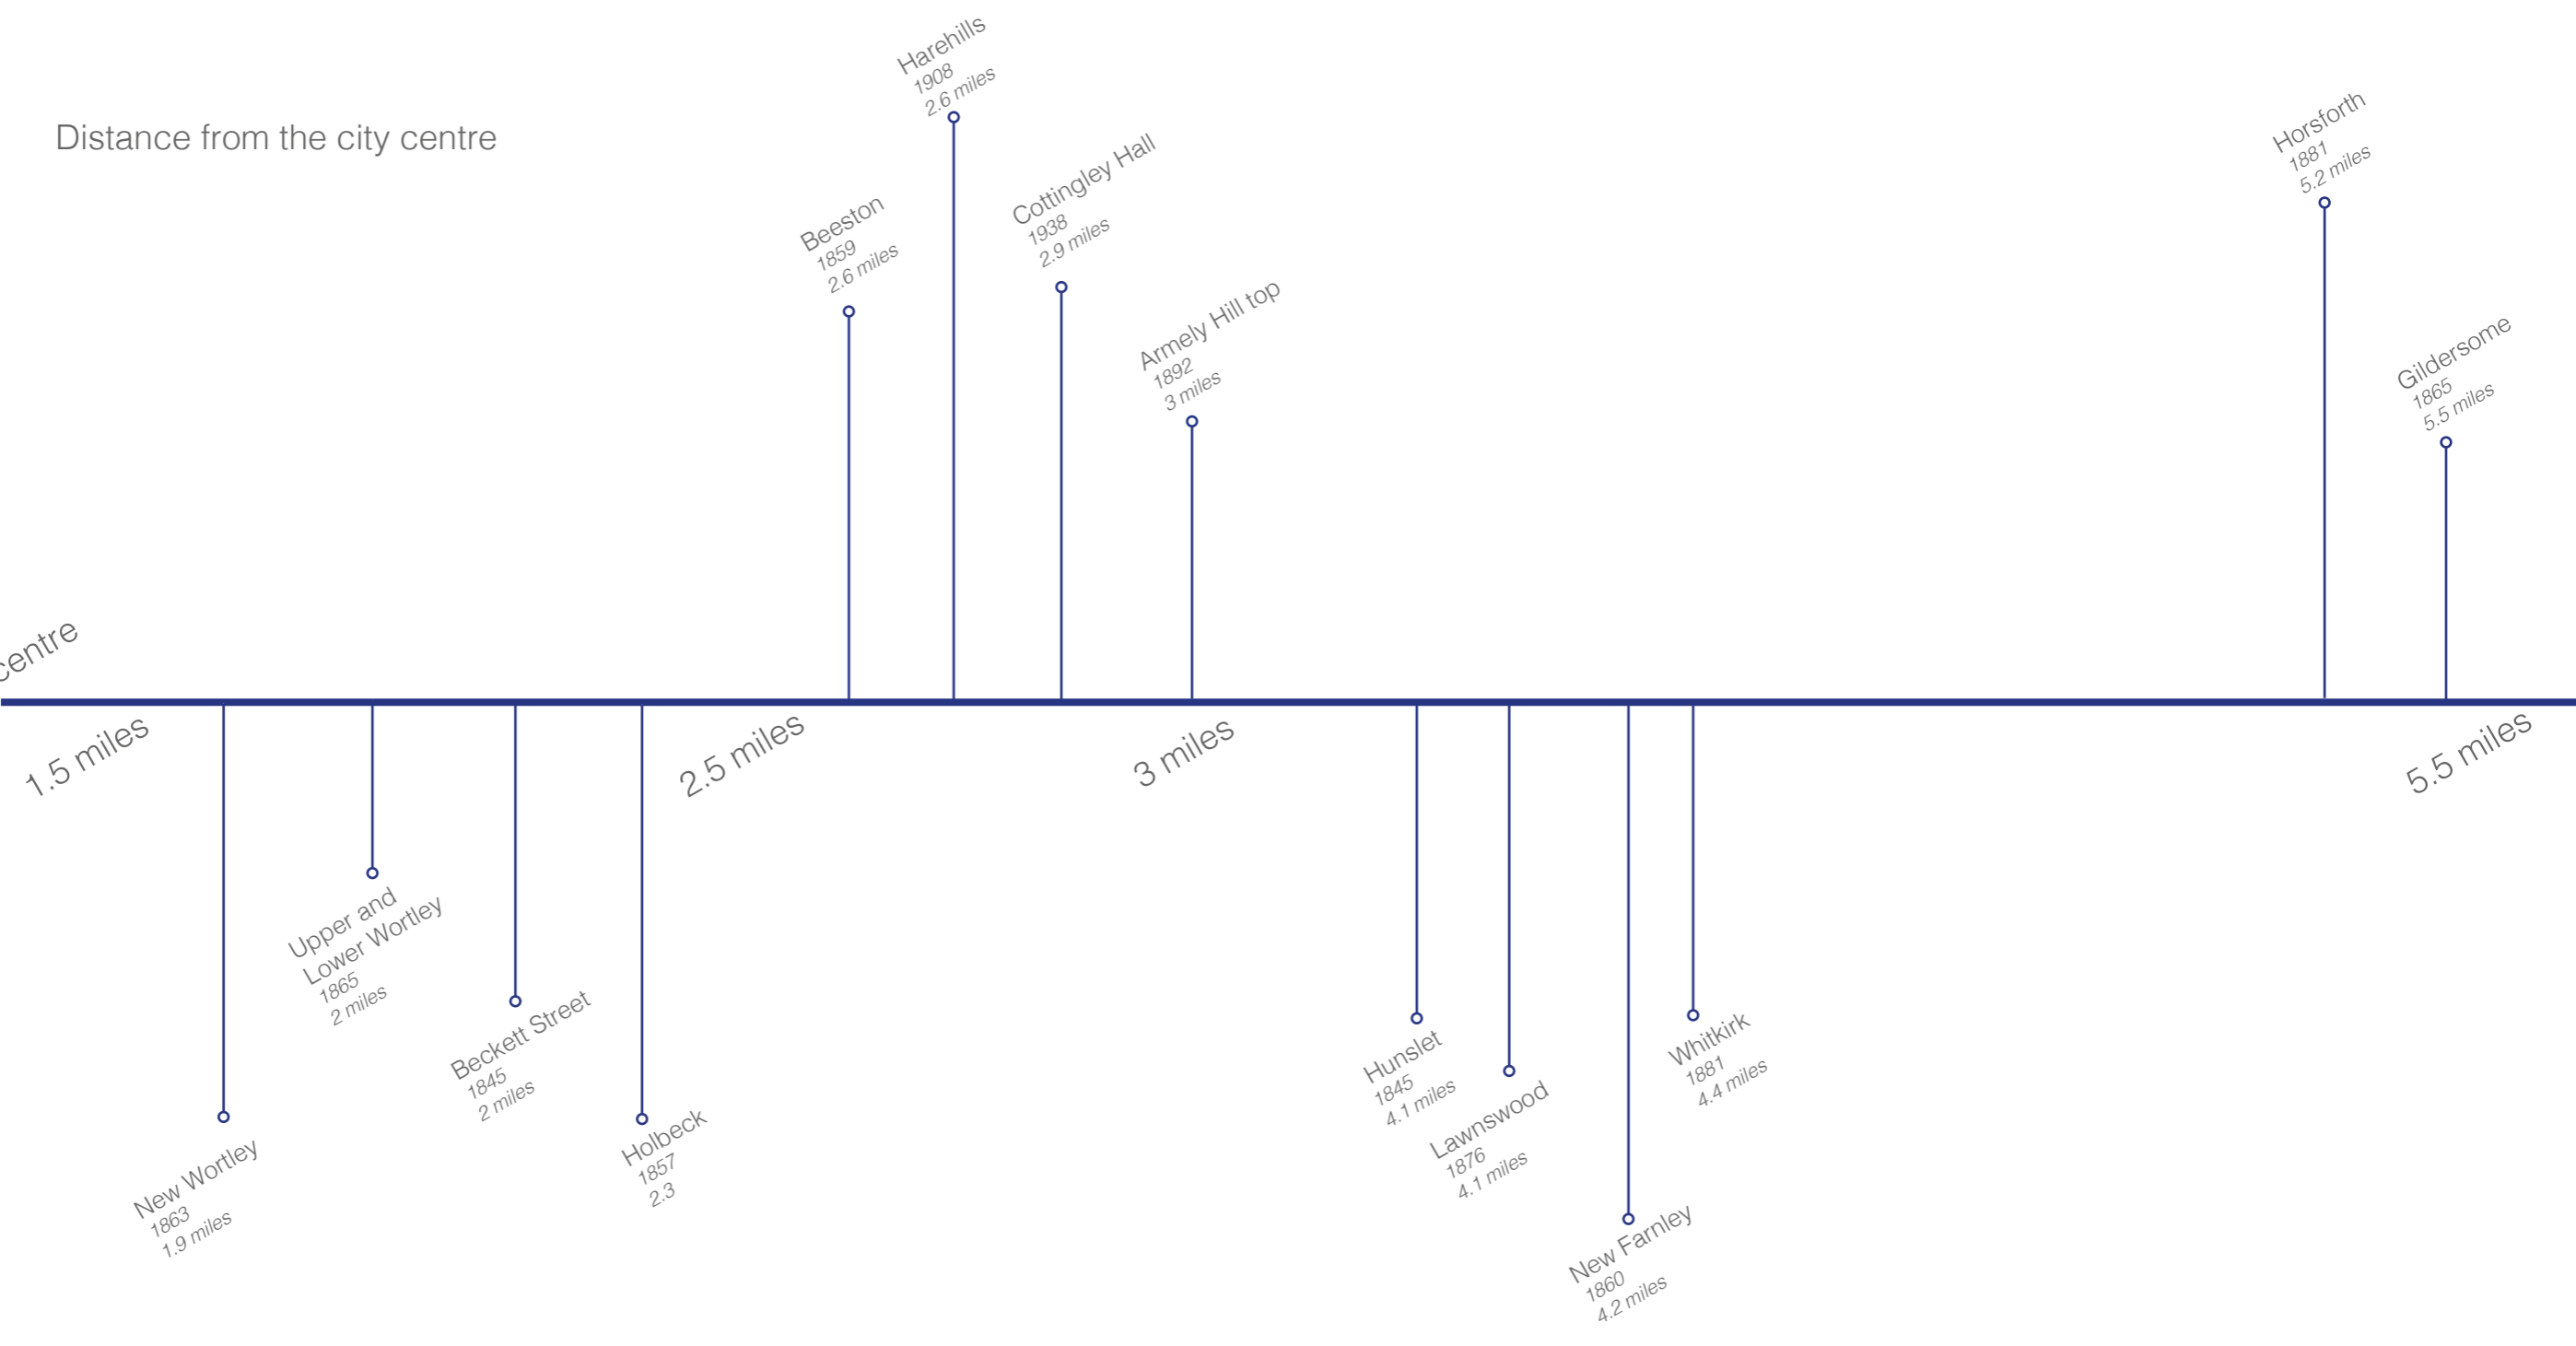 Distance from the city centre
Harehills
1908
2.6 miles
Beeston
1859
2.6 miles
Cottingley Hall
1938
2.9 miles
Armely Hill top
1892
3 miles
Horsforth
1881
5.2 miles
Gildersome
1865
5.5 miles
centre
1.5 miles
2.5 miles
3 miles
5.5 miles
New Wortley
1863
1.9 miles
Upper and
Lower Wortley
1865
2 miles
Beckett Street
1845
2 miles
Holbeck
1857
2.3
Hunslet
1845
4.1 miles
Lawnswood
1876
4.1 miles
New Farnley
1860
4.2 miles
Whitkirk
1881
4.4 miles